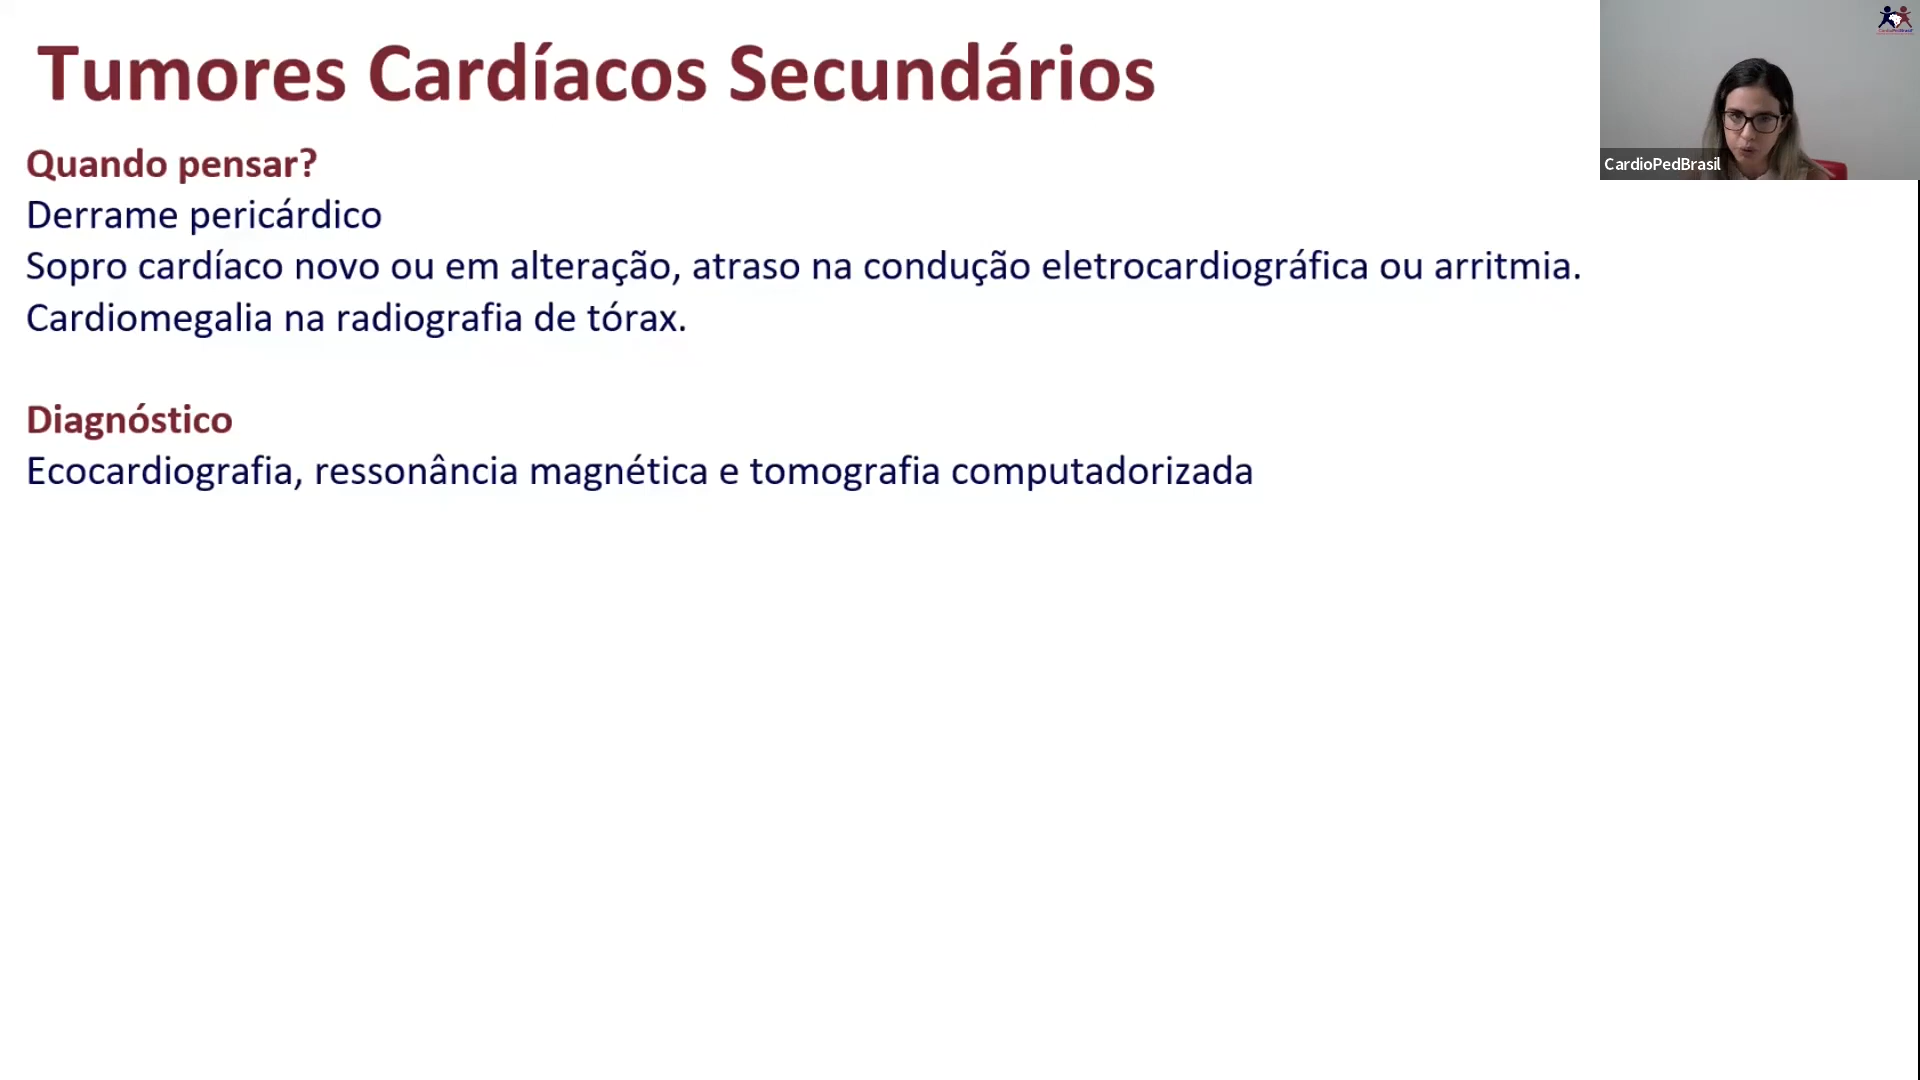 Tumores Cardíacos Secundários
Quando pensar?
Derrame pericárdico
Sopro cardíaco novo ou em alteração, atraso na condução eletrocardiográfica ou arritmia.
Cardiomegalia na radiografia de tórax.
Diagnóstico
Ecocardiografia, ressonância magnética e tomografia computadorizada
CardioPedBrasil
CardioPedBrasil